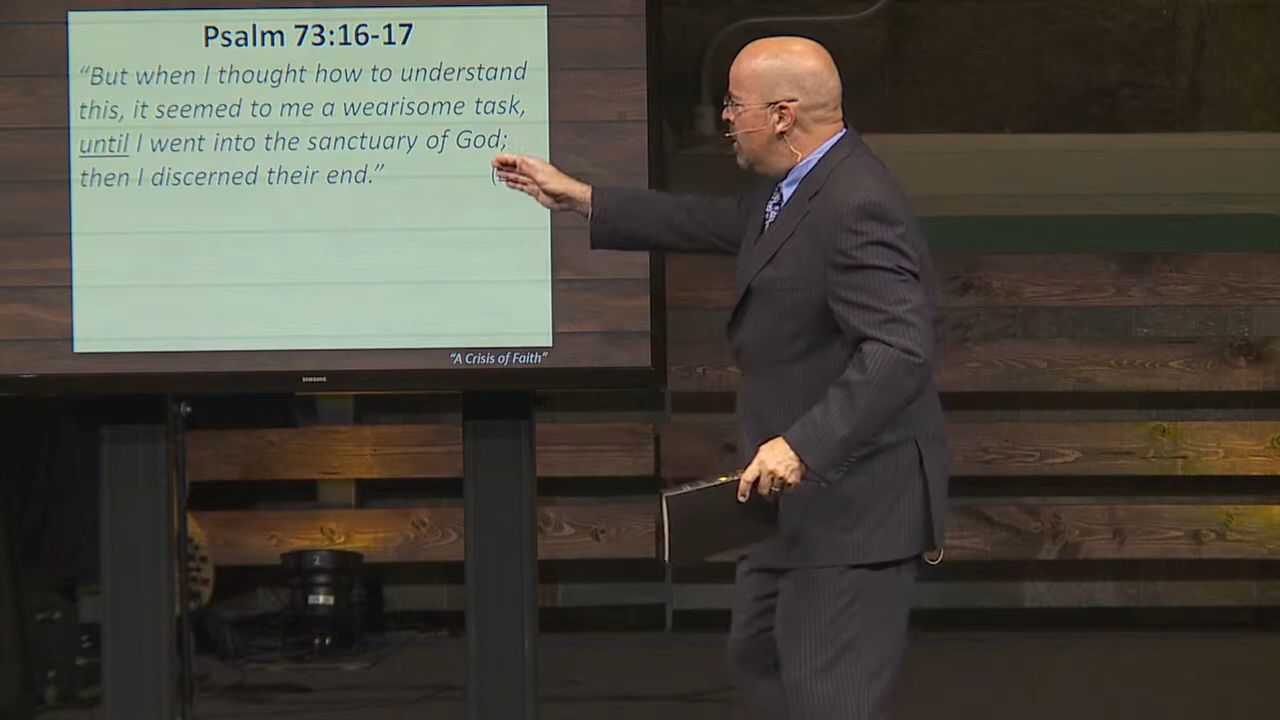 Psalm 73:16-17
“But when I thought how to understand
this, it seemed to me a wearisome task,
until I went into the sanctuary of God;
then I discerned their end.”
“A Crisis of Faith”
SAMSUNG